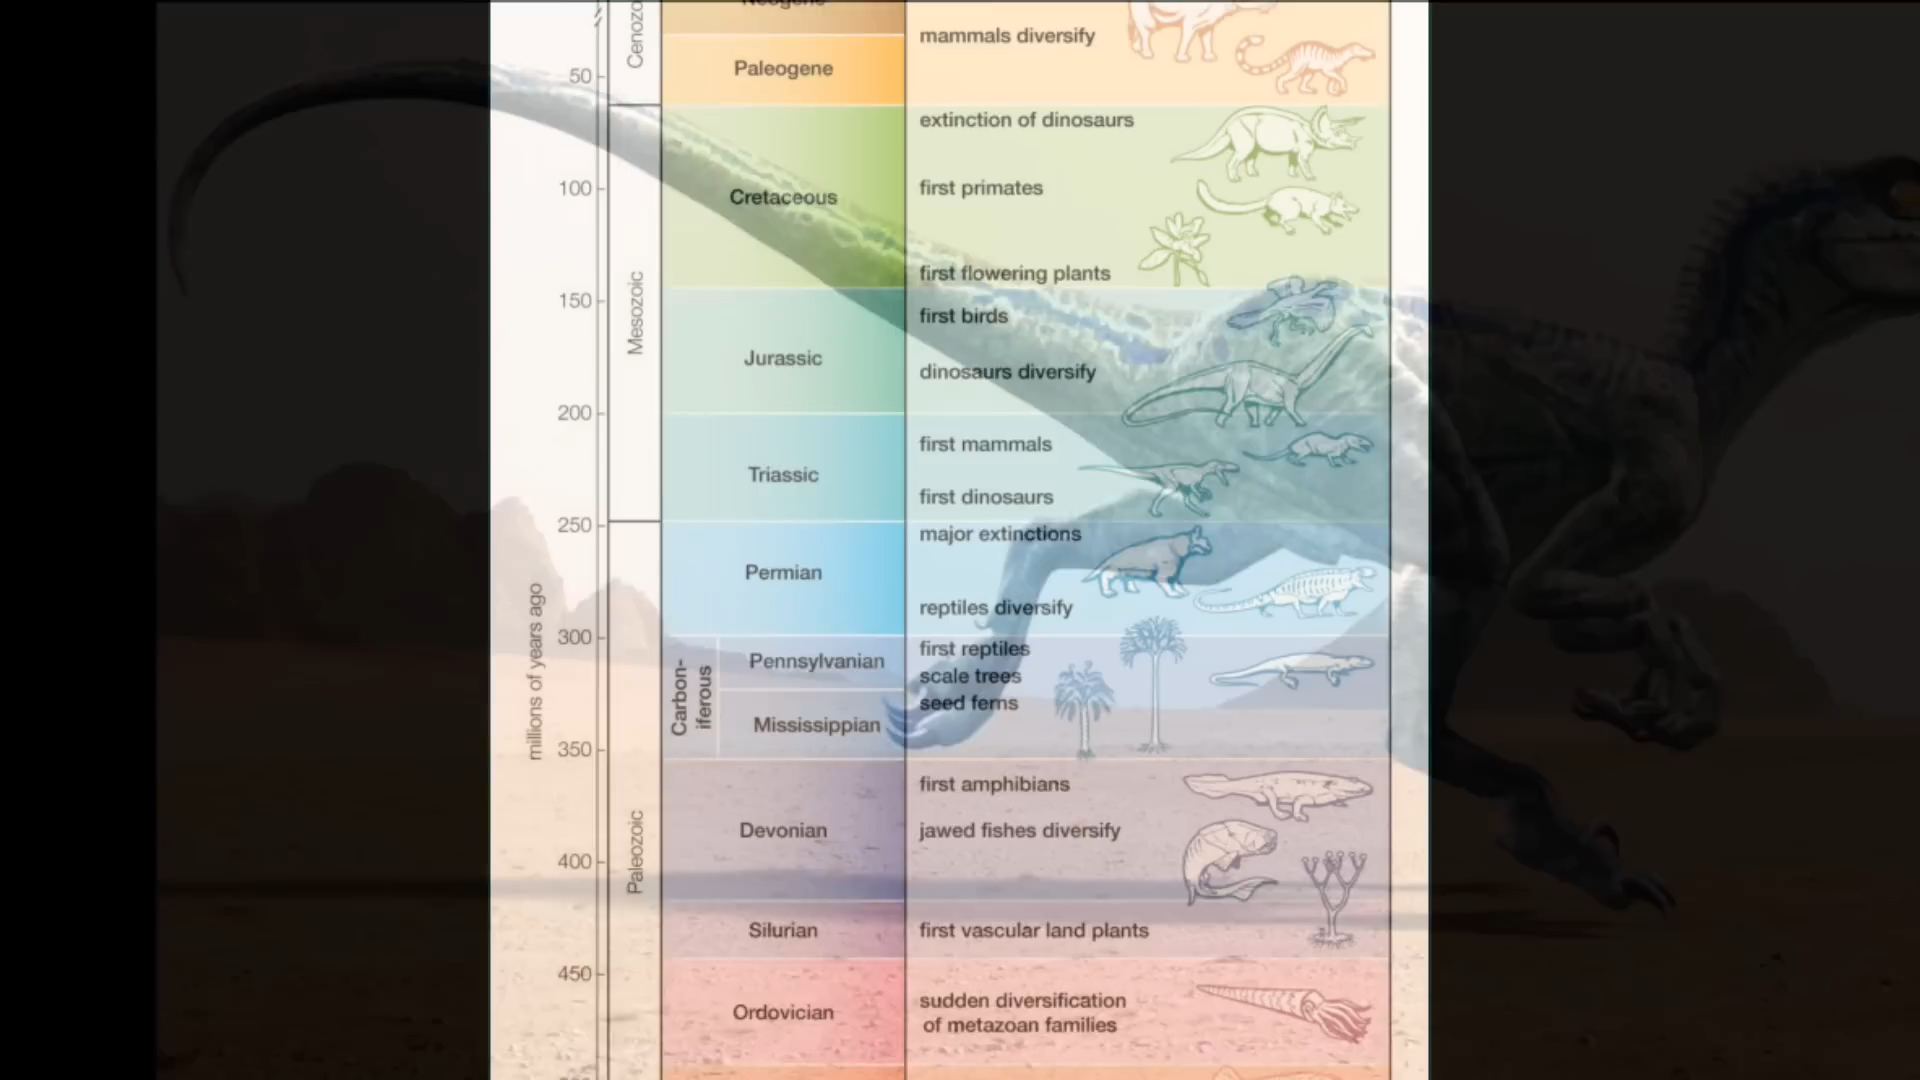 Neogene
mammals diversify
Cenozo
Paleogene
50
extinction of dinosaurs
100
first primates
Cretaceous
first flowering plants
150
Mesozoic
first birds
Jurassic
dinosaurs diversify
200
first mammals
Triassic
first dinosaurs
250
major extinctions
Permian
reptiles diversify
300
millions of years ago
first reptiles
Pennsylvanian
scale trees
Carbon-
iferous
seed ferns
Mississippian
350
first amphibians
Devonian
jawed fishes diversify
400
Paleozoic
Silurian
first vascular land plants
450
Ordovician
sudden diversification
of metazoan families